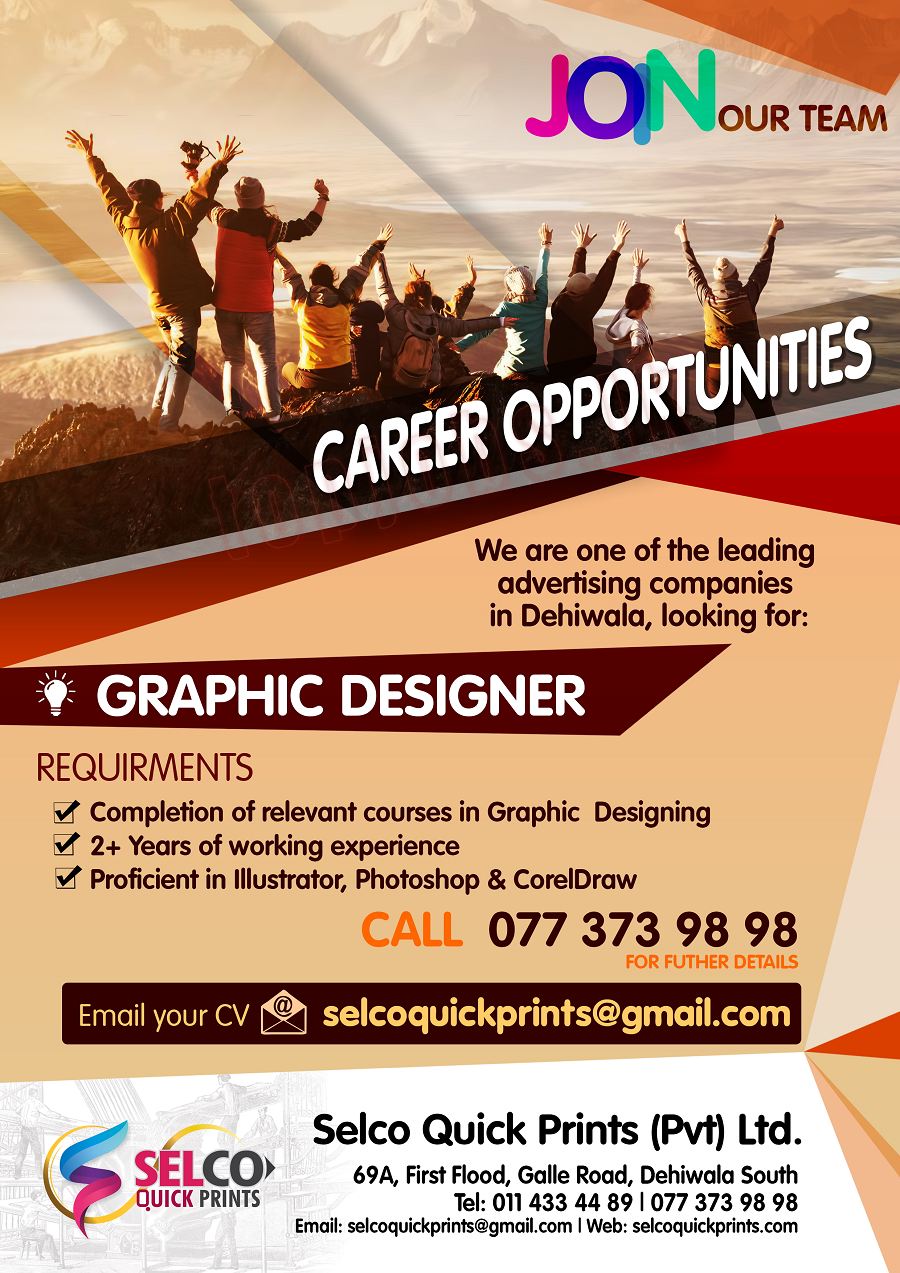 JOIN OUR TEAM
CAREER OPPORTUNITIES
We are one of the leading
advertising companies
in Dehiwala, looking for:
GRAPHIC DESIGNER
REQUIRMENTS
Completion of relevant courses in Graphic  Designing
2+ Years of working experience
Proficient in Illustrator, Photoshop & CorelDraw
CALL 077 373 98 98
FOR FUTHER DETAILS
Email your CV @ selcoquickprints@gmail.com
Selco Quick Prints (Pvt) Ltd.
SELCO
QUICK PRINTS
69A, First Flood, Galle Road, Dehiwala South
Tel: 011 433 44 89 | 077 373 98 98
Email: selcoquickprints@gmail.com | Web: selcoquickprints.com